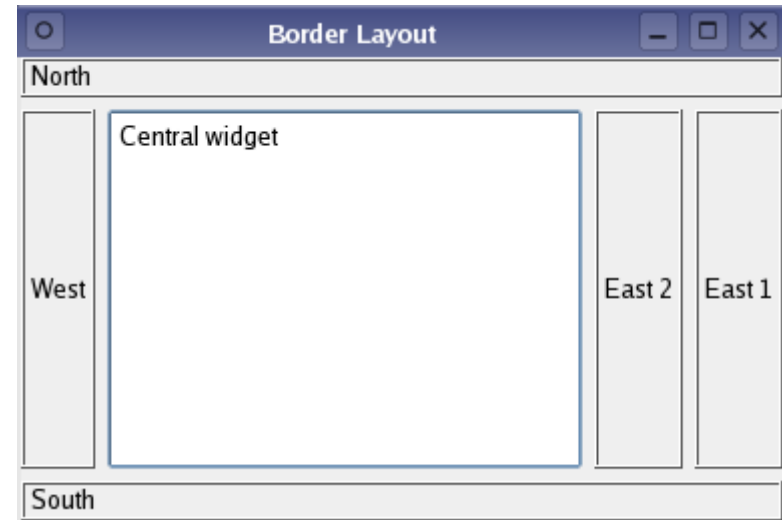 Border Layout
North
Central widget
West
East 2
East 1
South